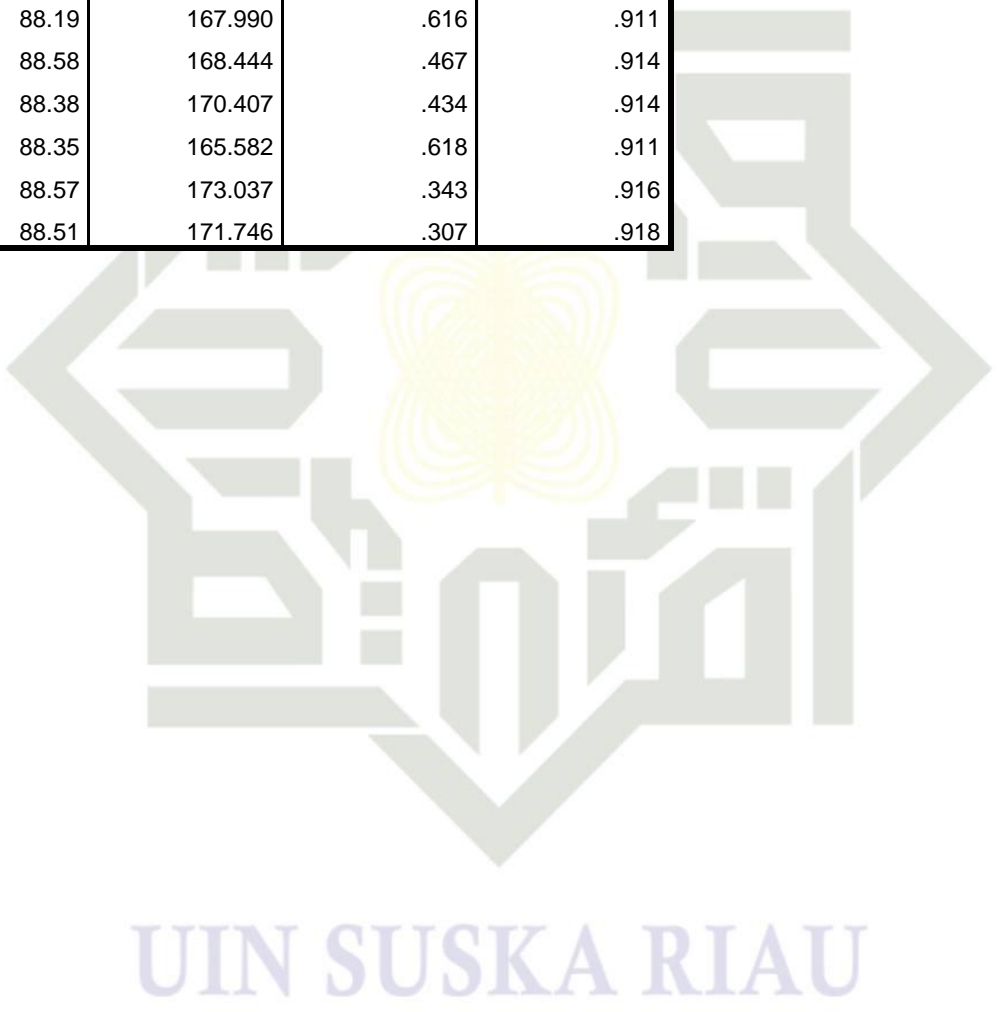 88.19 167.990 .616 .911
88.58 168.444 .467 .914
88.38 170.407 .434 .914
88.35 165.582 .618 .911
88.57 173.037 .343 .916
88.51 171.746 .307 .918
UIN SUSKA RIAU